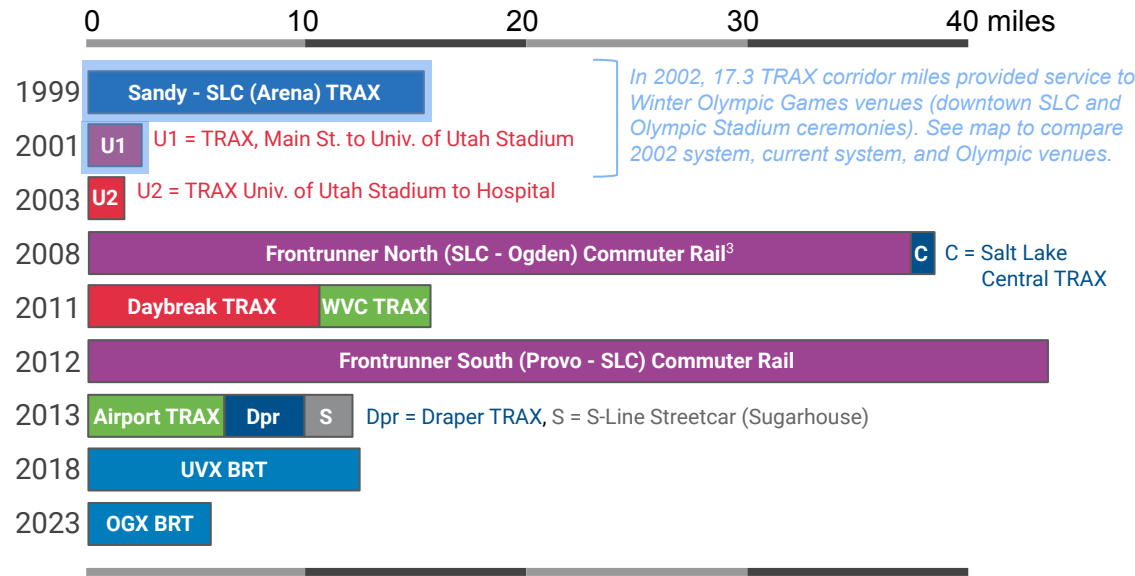 0 10 20 30 40 miles
1999 Sandy - SLC (Arena) TRAX
In 2002, 17.3 TRAX corridor miles provided service to
Winter Olympic Games venues (downtown SLC and
Olympic Stadium ceremonies). See map to compare
2002 system, current system, and Olympic venues.
2001 U1 U1 = TRAX, Main St. to Univ. of Utah Stadium
2003 U2 U2 = TRAX Univ. of Utah Stadium to Hospital
2008 Frontrunner North (SLC - Ogden) Commuter Rail³ C C = Salt Lake
Central TRAX
2011 Daybreak TRAX WVC TRAX
2012 Frontrunner South (Provo - SLC) Commuter Rail
2013 Airport TRAX Dpr S Dpr = Draper TRAX, S = S-Line Streetcar (Sugarhouse)
2018 UVX BRT
2023 OGX BRT